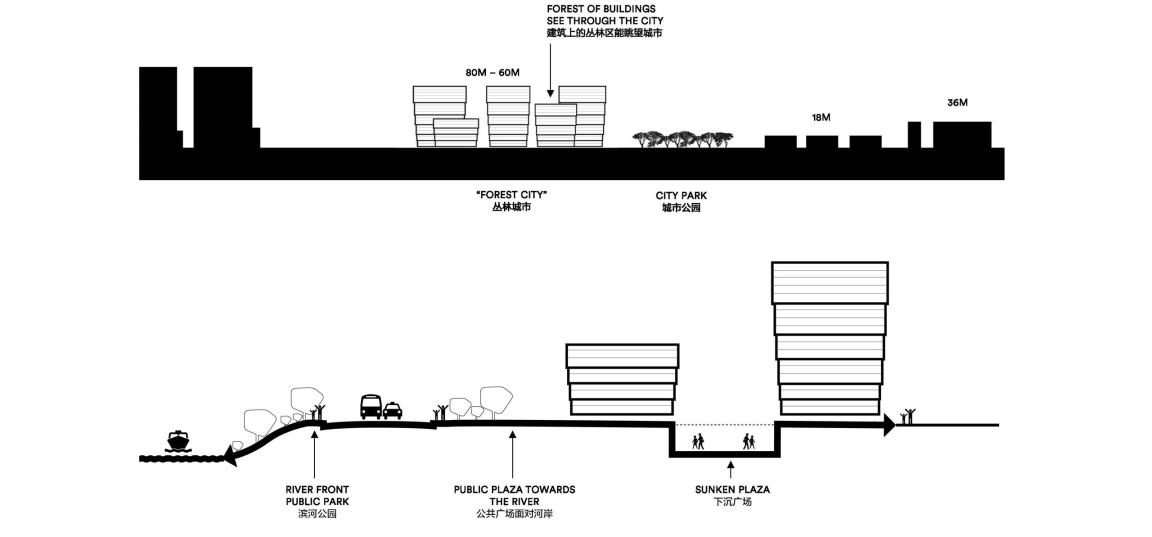 FOREST OF BUILDINGS
SEE THROUGH THE CITY
建筑上的丛林区能眺望城市
80M – 60M
36M
18M
“FOREST CITY”
丛林城市
CITY PARK
城市公园
RIVER FRONT
PUBLIC PARK
滨河公园
PUBLIC PLAZA TOWARDS
THE RIVER
公共广场面对河岸
SUNKEN PLAZA
下沉广场